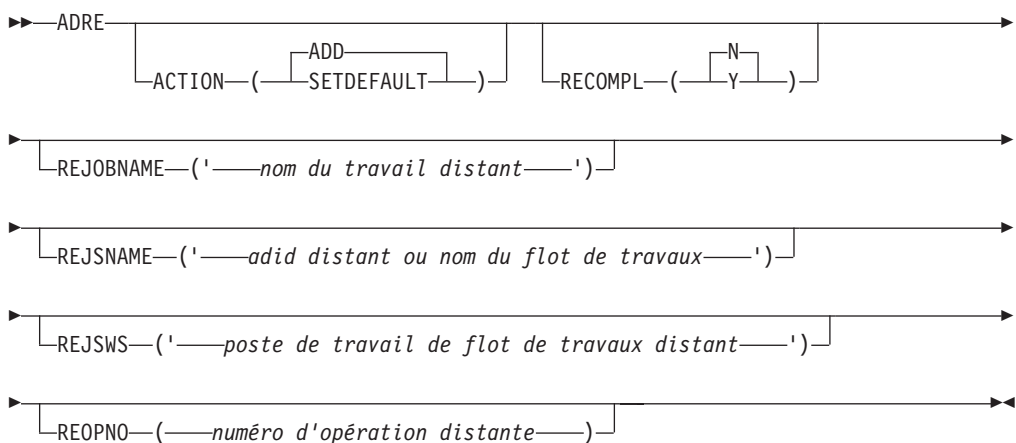 ADRE
ADD N
ACTION ( SETDEFAULT ) RECOMPL ( Y )
REJOBNAME (' nom du travail distant ')
REJSNAME (' adid distant ou nom du flot de travaux ')
REJSWS (' poste de travail de flot de travaux distant ')
REOPNO ( numéro d'opération distante )